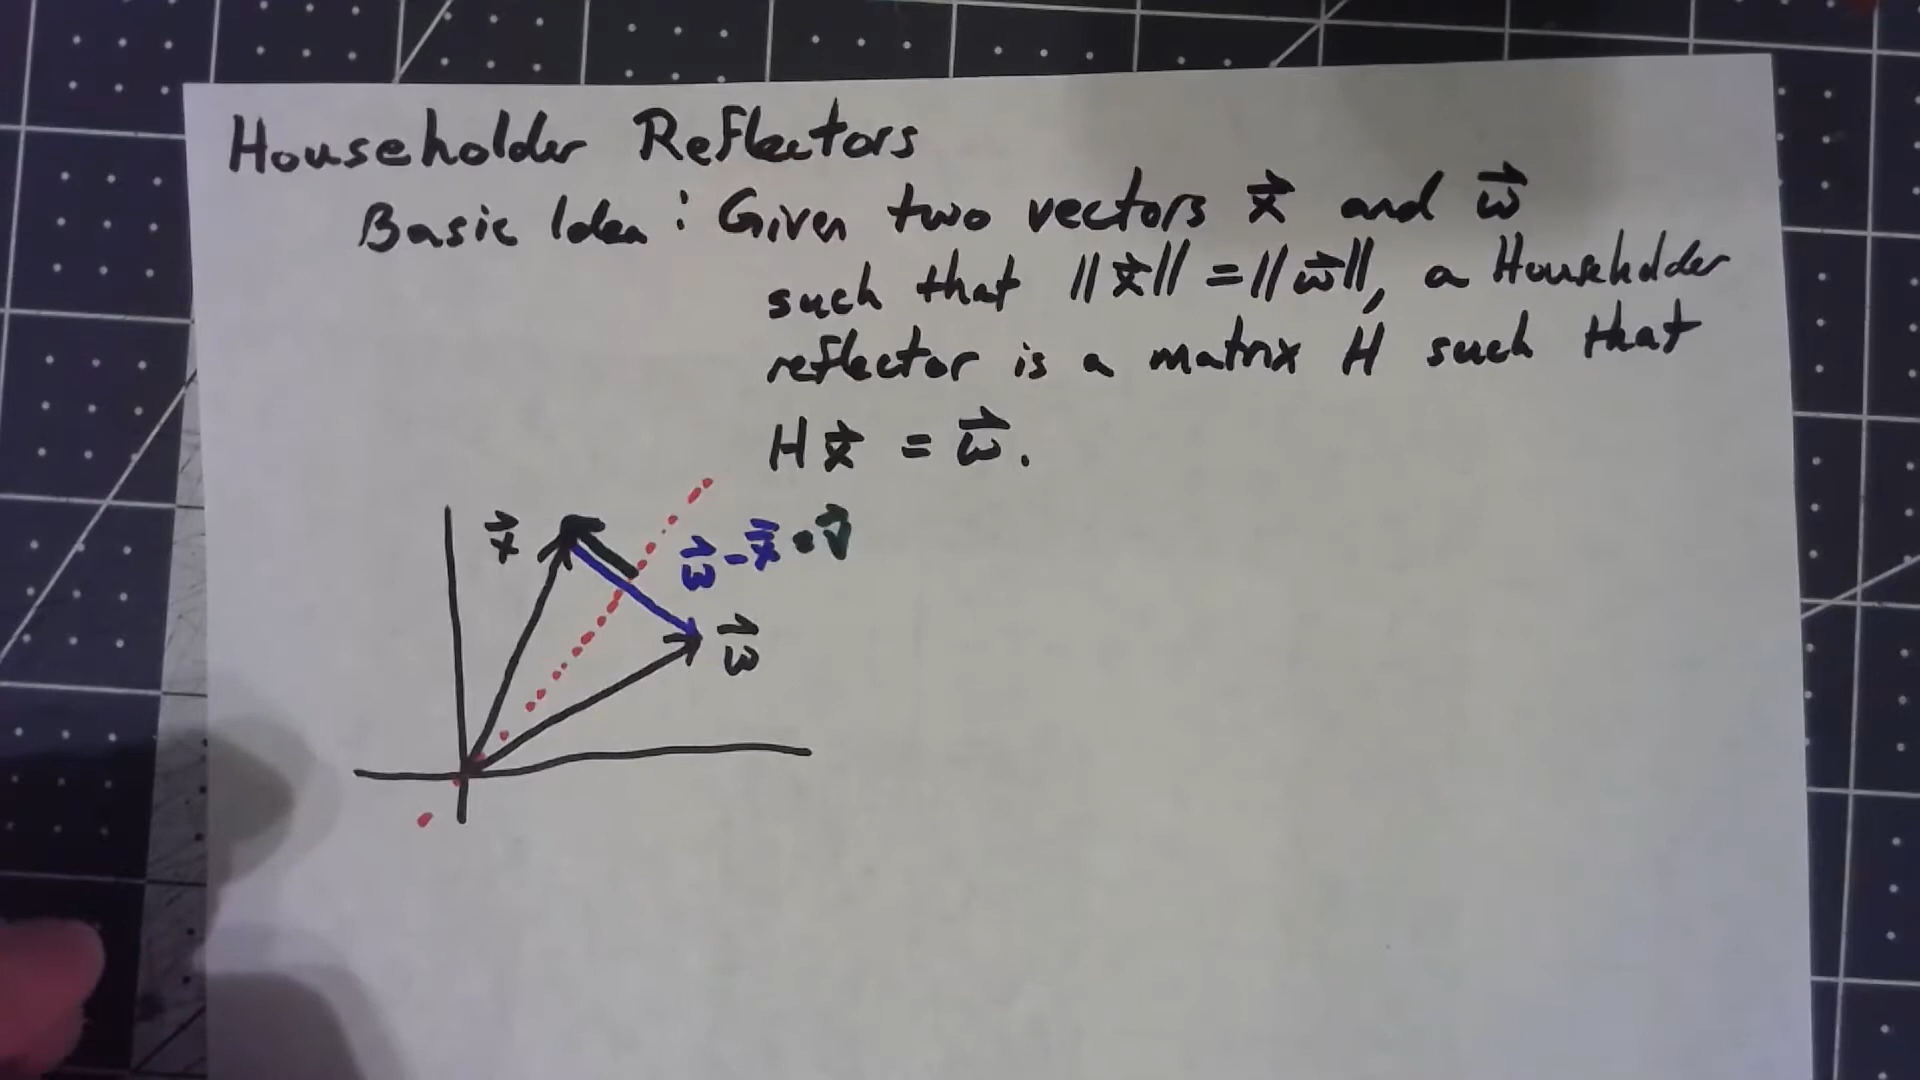 Householder Reflectors
Basic Idea: Given two vectors x⃗ and w⃗
such that ||x⃗|| = ||w⃗||, a Householder
reflector is a matrix H such that
Hx⃗ = w⃗.
x⃗
w⃗ - x⃗ = v⃗
w⃗